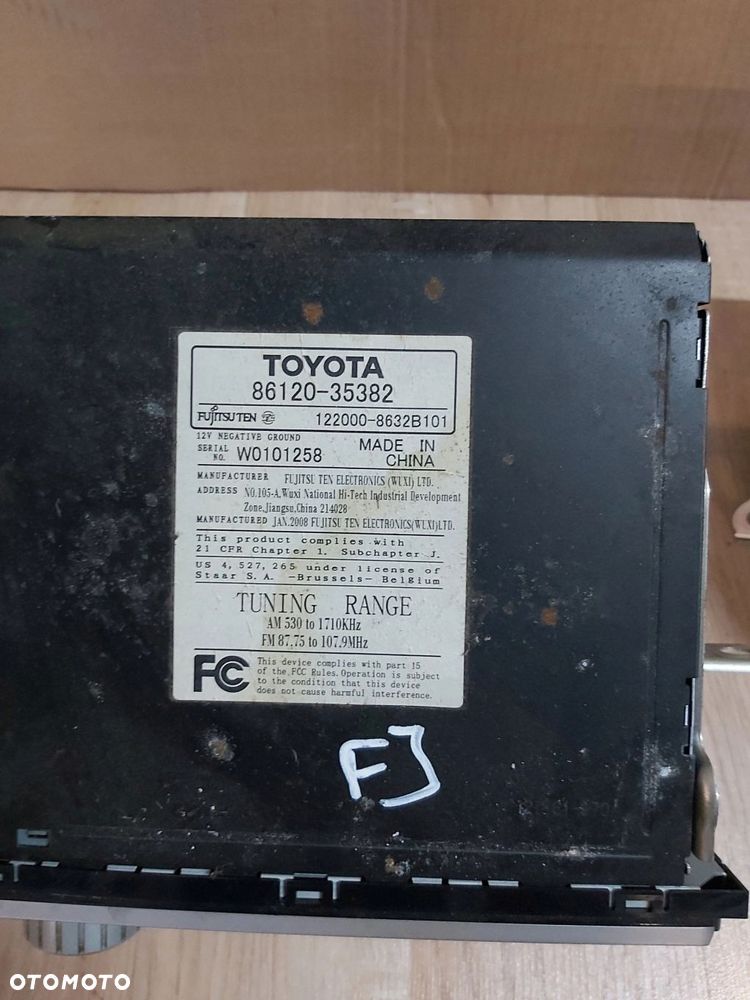 TOYOTA
86120-35382
FUJITSU TEN 122000-8632B101
12V NEGATIVE GROUND
SERIAL NO. W0101258
MADE IN CHINA
MANUFACTURER FUJITSU TEN ELECTRONICS (WUXI) LTD.
ADDRESS NO.105-A,Wuxi National Hi-Tech Industrial Development
Zone,Jiangsu,China 214028
MANUFACTURED JAN.2008 FUJITSU TEN ELECTRONICS(WUXI)LTD.
This product complies with
21 CFR Chapter 1. Subchapter J.
US 4,527,265 under license of
Staar S.A. -Brussels- Belgium
TUNING RANGE
AM 530 to 1710KHz
FM 87.75 to 107.9MHz
FC This device complies with part 15
of the FCC Rules. Operation is subject
to the condition that this device
does not cause harmful interference.
FJ
OTOMOTO